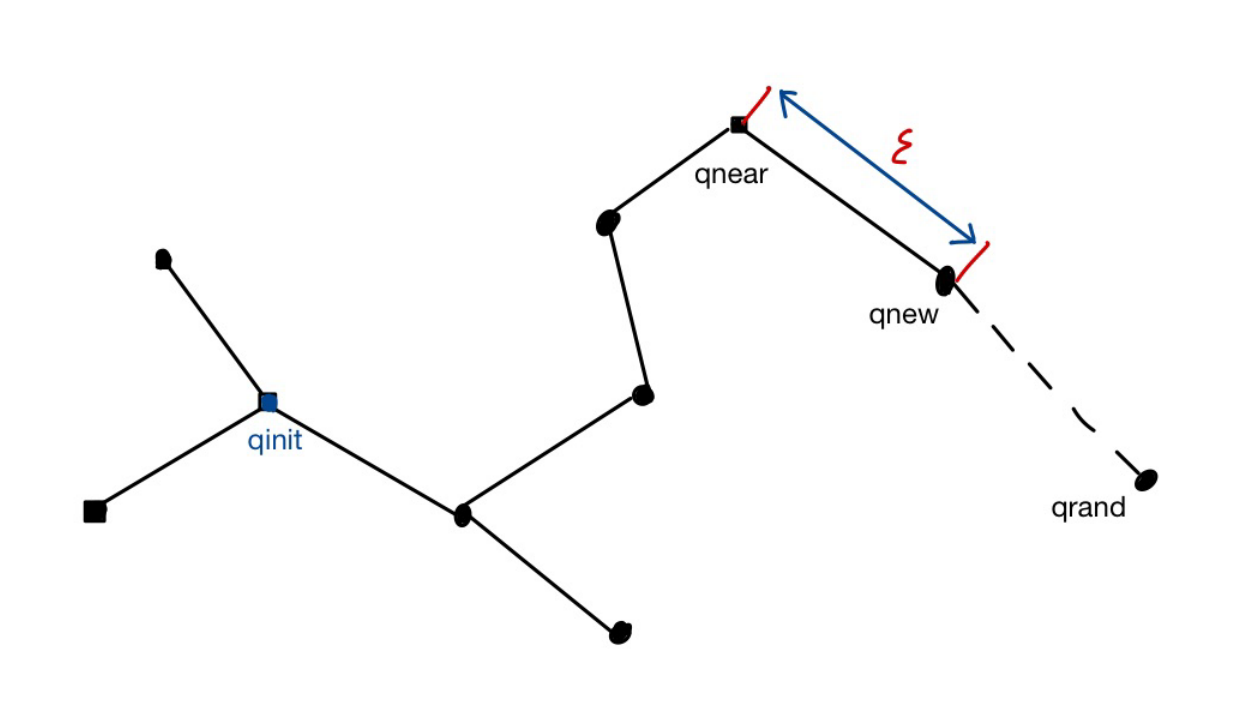 ε
qnear
qnew
qinit
qrand